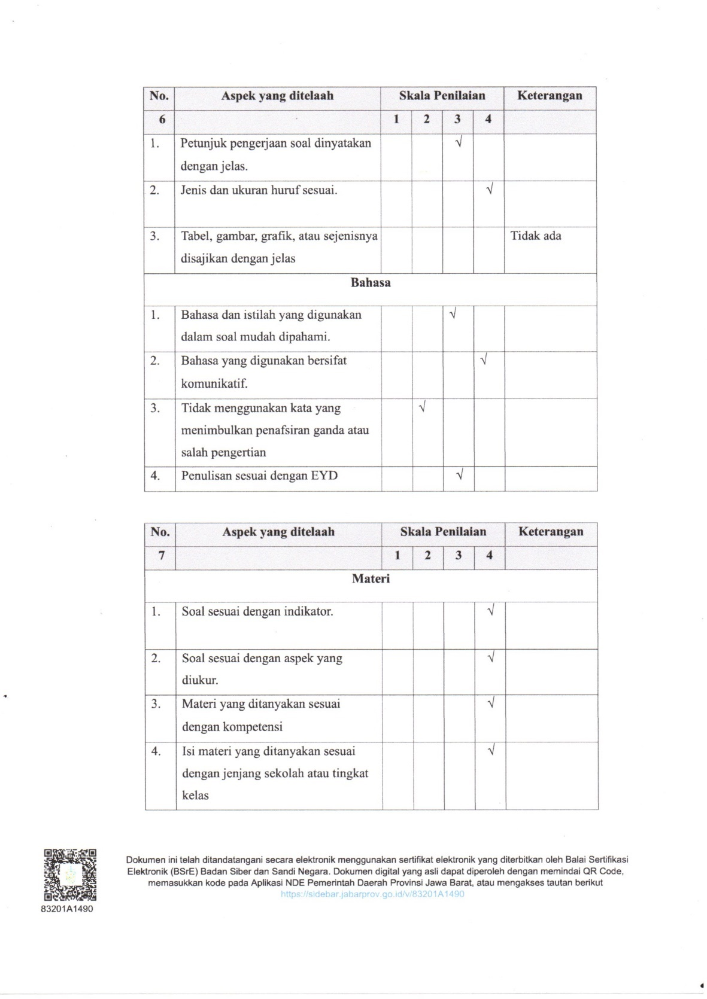 No. Aspek yang ditelaah Skala Penilaian Keterangan
6 1 2 3 4
1. Petunjuk pengerjaan soal dinyatakan √
dengan jelas.
2. Jenis dan ukuran huruf sesuai. √
3. Tabel, gambar, grafik, atau sejenisnya Tidak ada
disajikan dengan jelas
Bahasa
1. Bahasa dan istilah yang digunakan √
dalam soal mudah dipahami.
2. Bahasa yang digunakan bersifat √
komunikatif.
3. Tidak menggunakan kata yang √
menimbulkan penafsiran ganda atau
salah pengertian
4. Penulisan sesuai dengan EYD √
No. Aspek yang ditelaah Skala Penilaian Keterangan
7 1 2 3 4
Materi
1. Soal sesuai dengan indikator. √
2. Soal sesuai dengan aspek yang √
diukur.
3. Materi yang ditanyakan sesuai √
dengan kompetensi
4. Isi materi yang ditanyakan sesuai √
dengan jenjang sekolah atau tingkat
kelas
Dokumen ini telah ditandatangani secara elektronik menggunakan sertifikat elektronik yang diterbitkan oleh Balai Sertifikasi
Elektronik (BSrE) Badan Siber dan Sandi Negara. Dokumen digital yang asli dapat diperoleh dengan memindai QR Code,
memasukkan kode pada Aplikasi NDE Pemerintah Daerah Provinsi Jawa Barat, atau mengakses tautan berikut
https://sidebar.jabarprov.go.id/v/83201A1490
83201A1490